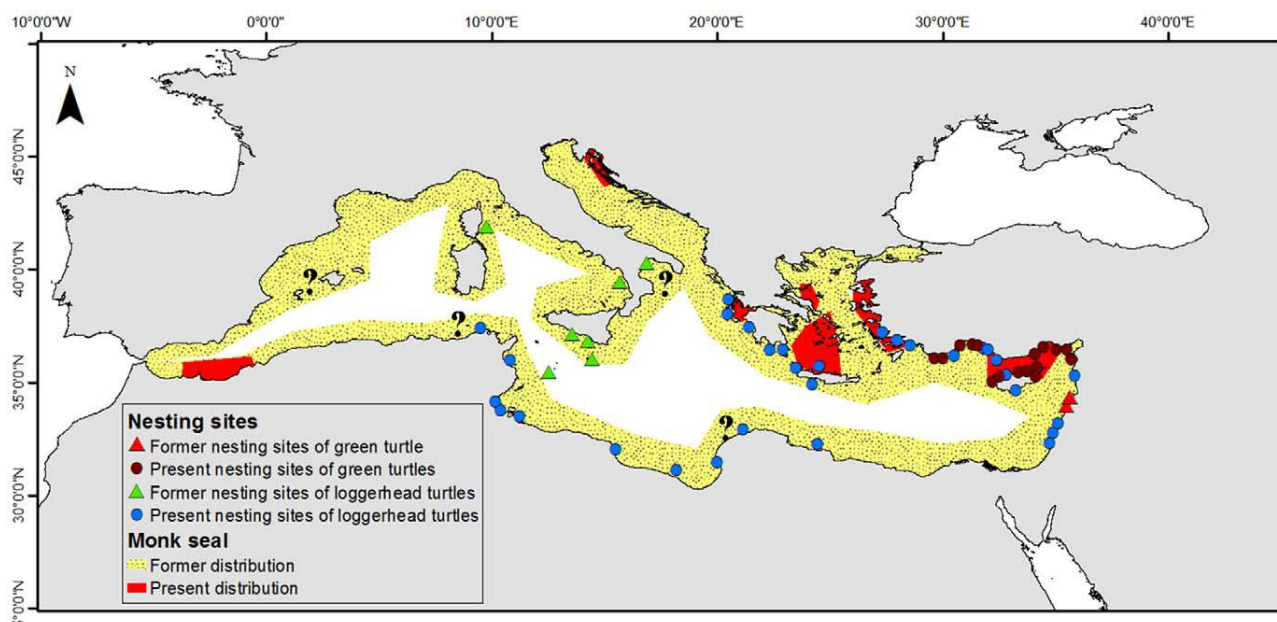 10°0'0"W 0°0'0" 10°0'0"E 20°0'0"E 30°0'0"E 40°0'0"E
N
45°0'0"N
?
40°0'0"N
?
?
35°0'0"N
?
30°0'0"N
5°0'0"N
Nesting sites
Former nesting sites of green turtle
Present nesting sites of green turtles
Former nesting sites of loggerhead turtles
Present nesting sites of loggerhead turtles
Monk seal
Former distribution
Present distribution